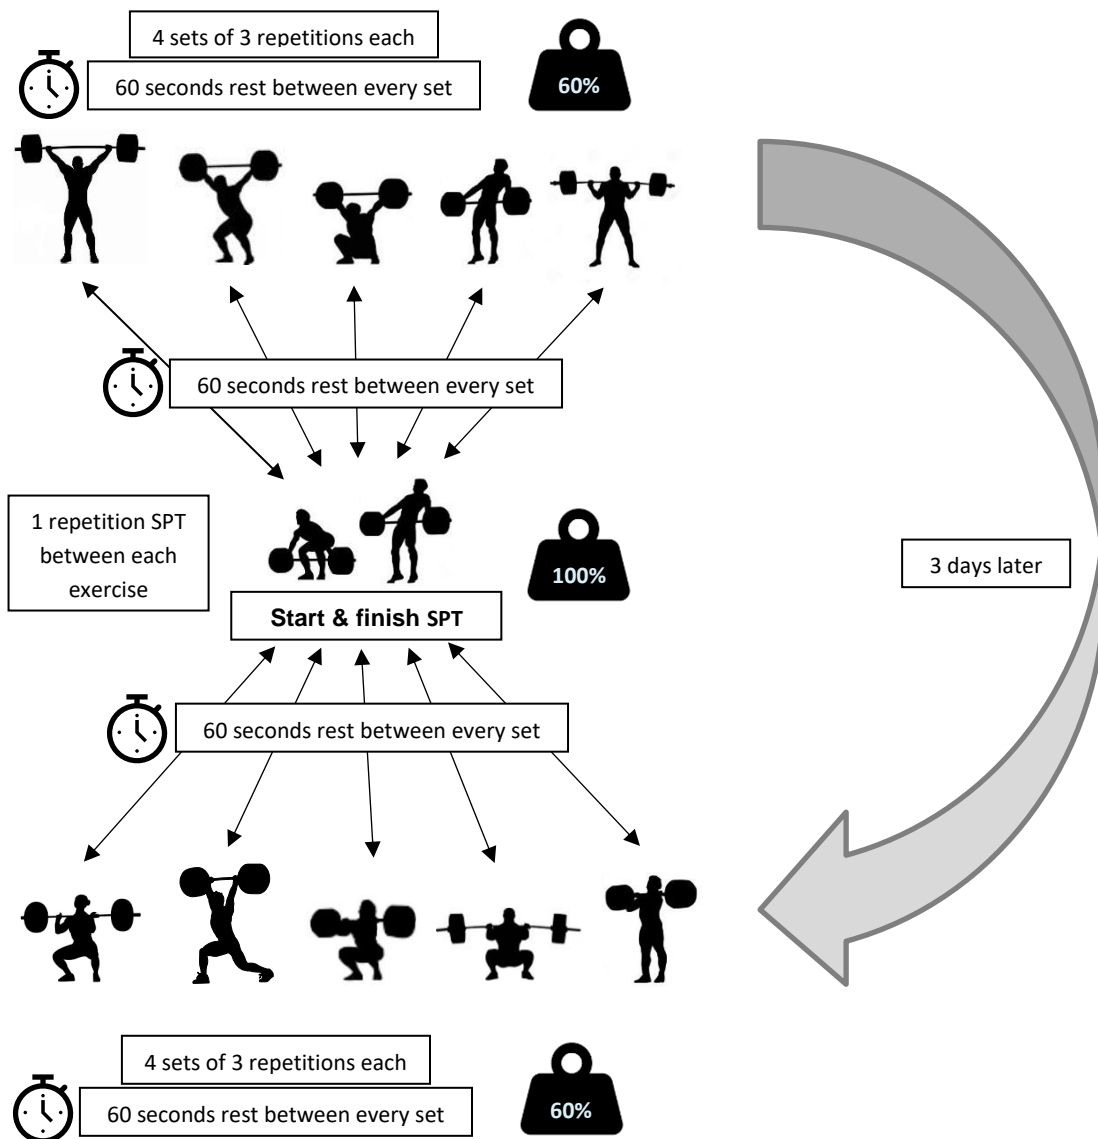 4 sets of 3 repetitions each
60 seconds rest between every set
60%
60 seconds rest between every set
1 repetition SPT
between each
exercise
100%
3 days later
Start & finish SPT
60 seconds rest between every set
4 sets of 3 repetitions each
60 seconds rest between every set
60%